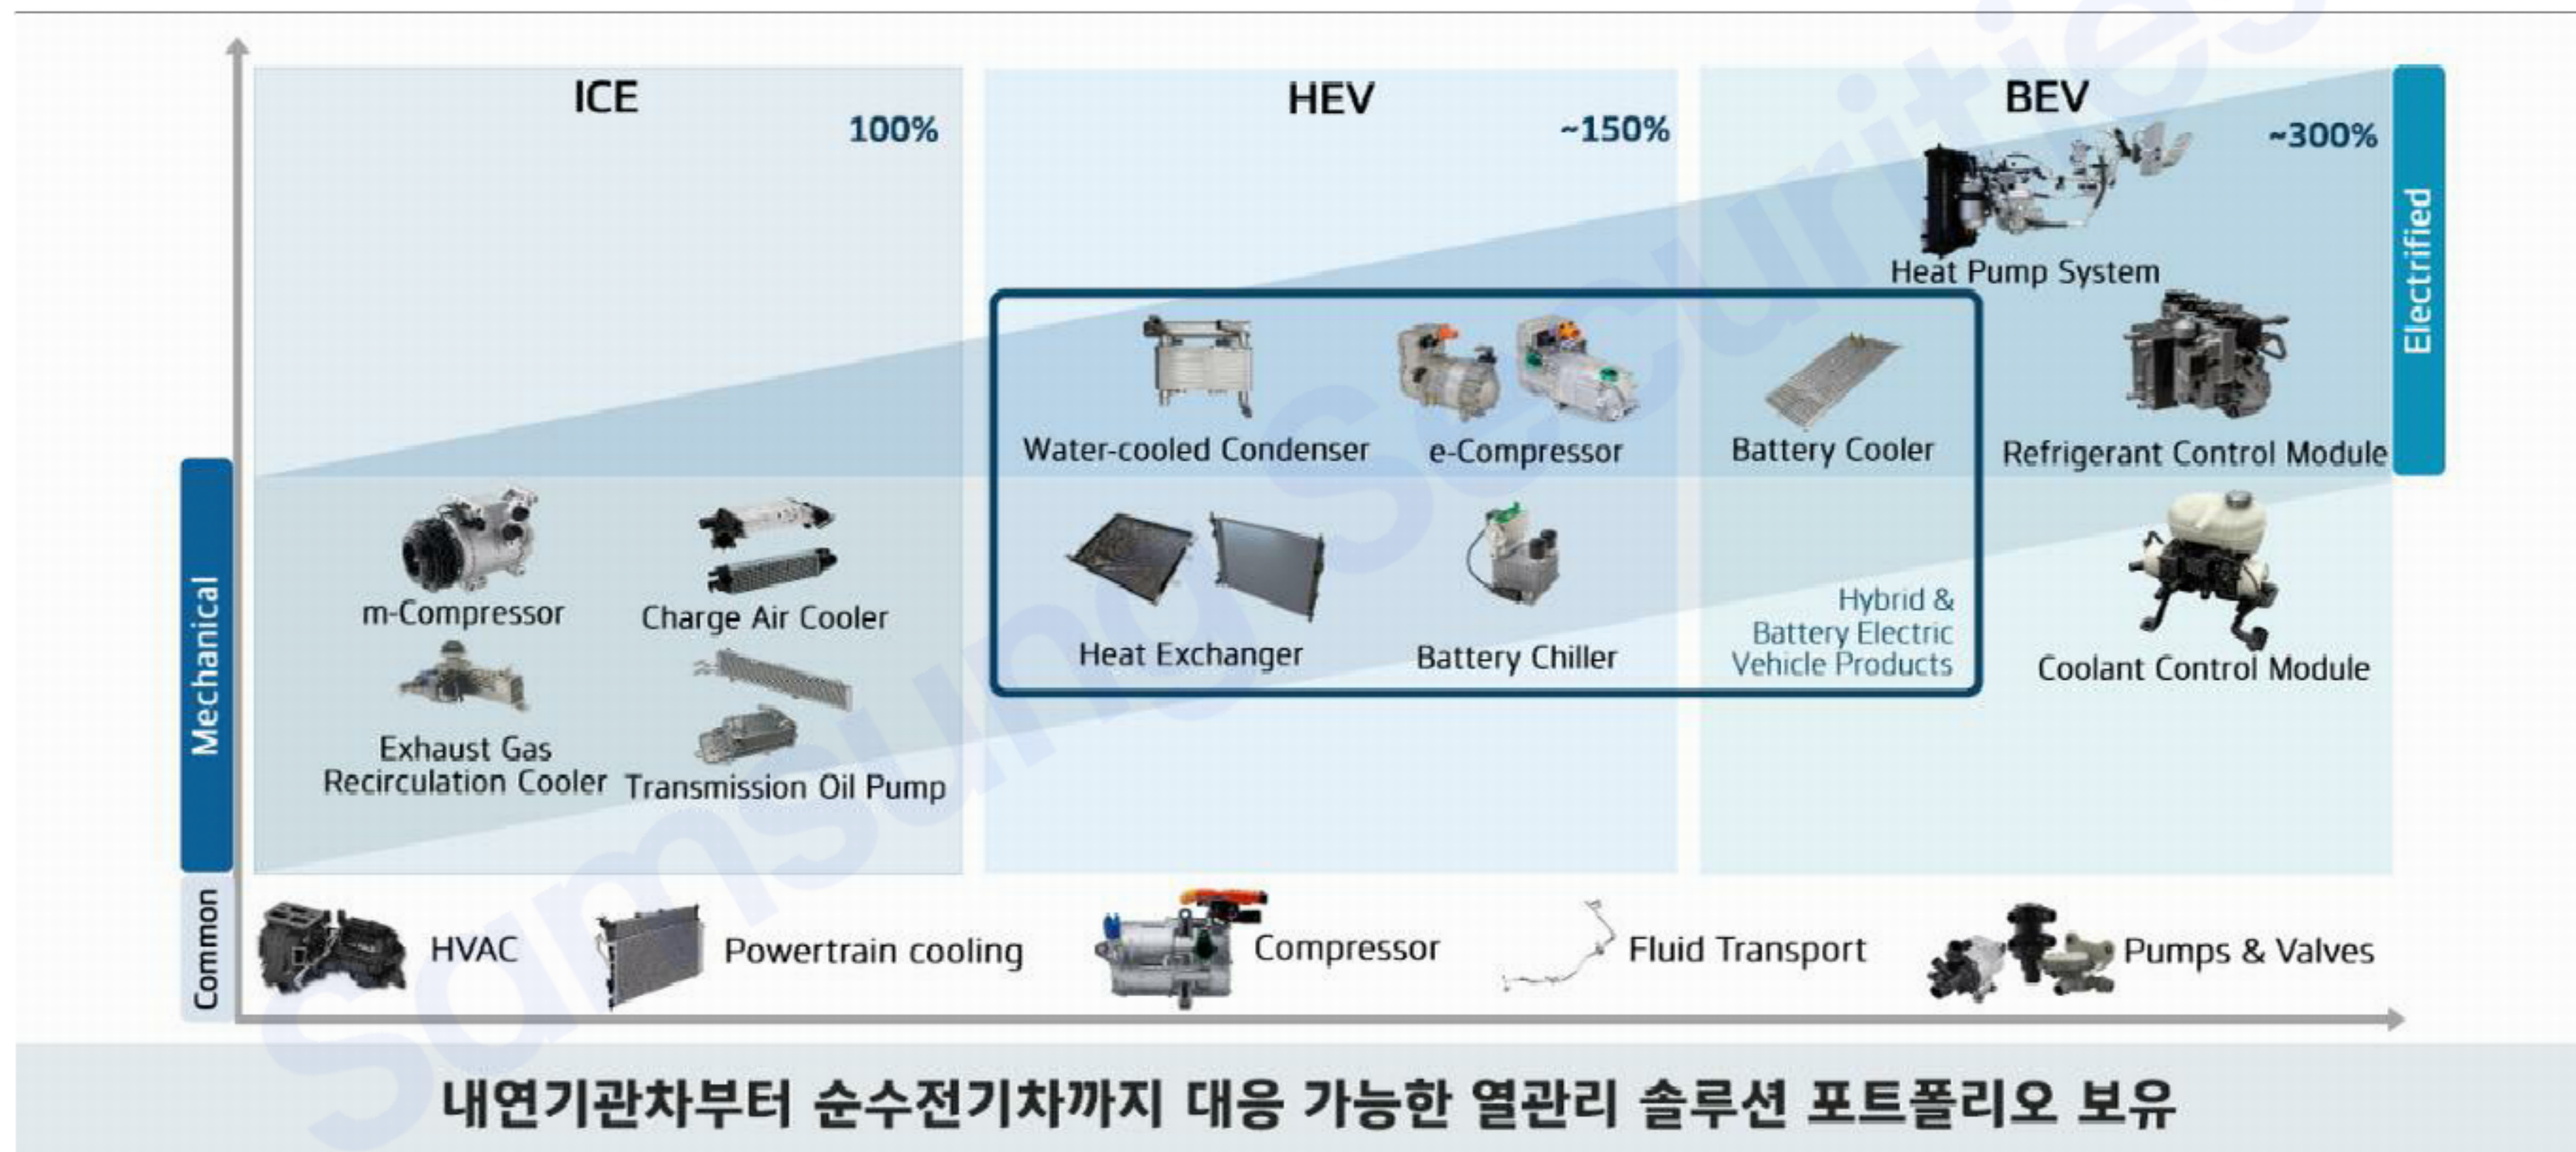 ICE
100%
HEV
~150%
BEV
~300%
Electrified
Heat Pump System
Water-cooled Condenser
e-Compressor
Battery Cooler
Refrigerant Control Module
Mechanical
m-Compressor
Charge Air Cooler
Exhaust Gas
Recirculation Cooler
Transmission Oil Pump
Heat Exchanger
Battery Chiller
Hybrid &
Battery Electric
Vehicle Products
Coolant Control Module
Common
HVAC
Powertrain cooling
Compressor
Fluid Transport
Pumps & Valves
내연기관차부터 순수전기차까지 대응 가능한 열관리 솔루션 포트폴리오 보유
Samsung Securities